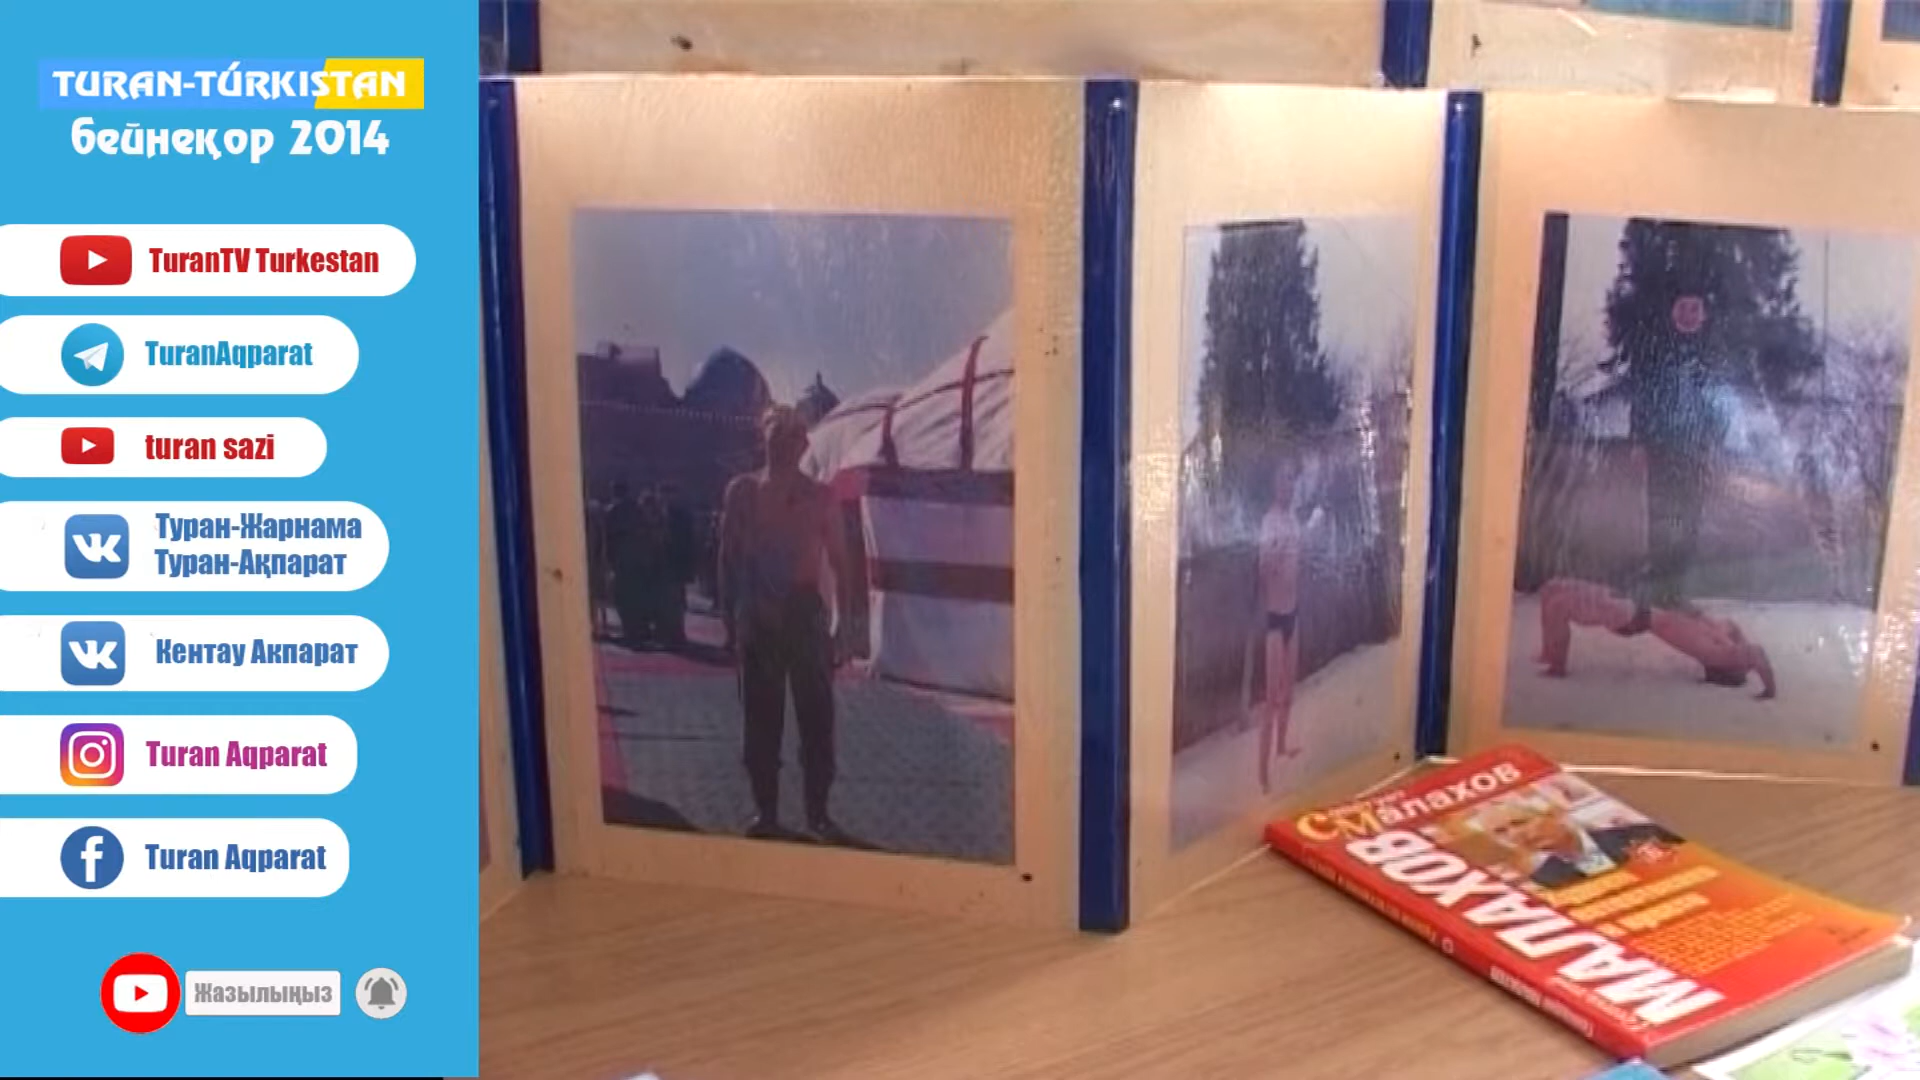 TURAN-TÚRKISTAN
бейнеқор 2014
TuranTV Turkestan
TuranAqparat
turan sazi
Туран-Жарнама
Туран-Ақпарат
Кентау Акпарат
Turan Aqparat
Turan Aqparat
Жазылыңыз
Малахов
МАЛАХОВ